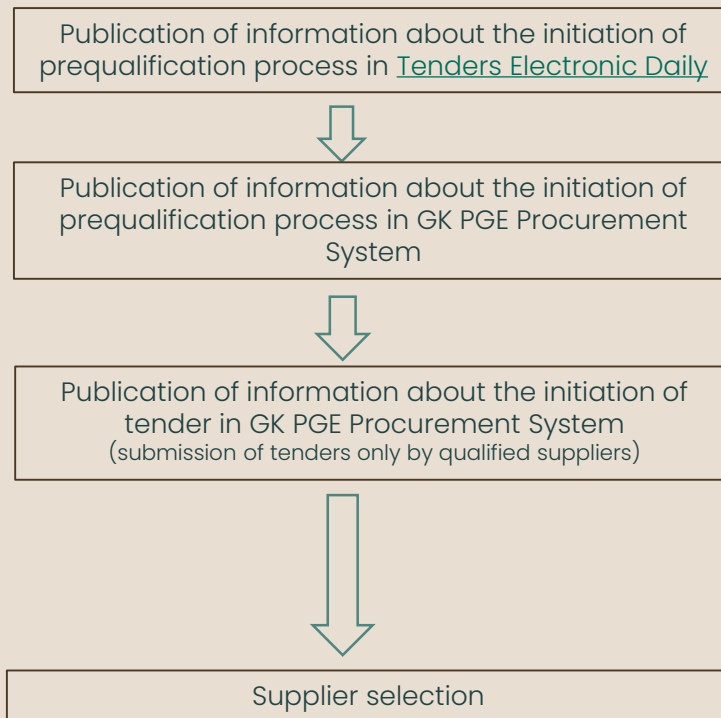 Publication of information about the initiation of
prequalification process in Tenders Electronic Daily
Publication of information about the initiation of
prequalification process in GK PGE Procurement
System
Publication of information about the initiation of
tender in GK PGE Procurement System
(submission of tenders only by qualified suppliers)
Supplier selection